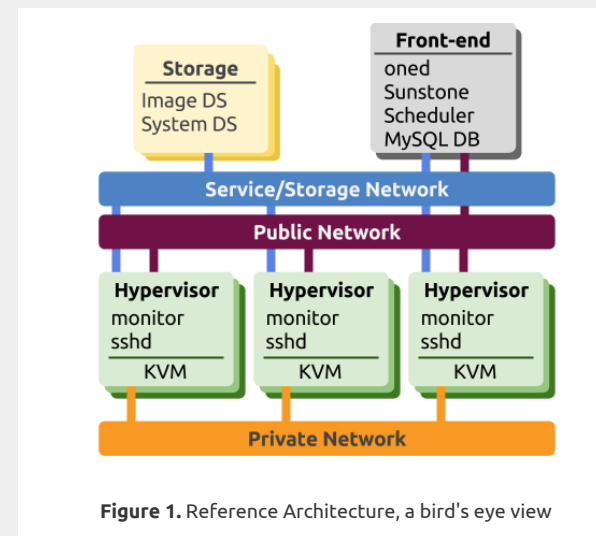 Storage
Image DS
System DS
Front-end
oned
Sunstone
Scheduler
MySQL DB
Service/Storage Network
Public Network
Hypervisor
monitor
sshd
KVM
Hypervisor
monitor
sshd
KVM
Hypervisor
monitor
sshd
KVM
Private Network
Figure 1. Reference Architecture, a bird's eye view